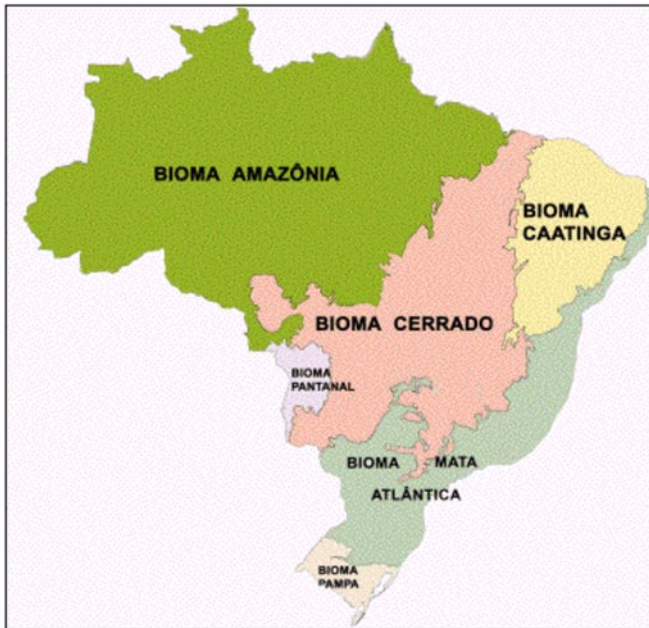 BIOMA AMAZÔNIA
BIOMA
CAATINGA
BIOMA CERRADO
BIOMA
PANTANAL
BIOMA MATA
ATLÂNTICA
BIOMA
PAMPA